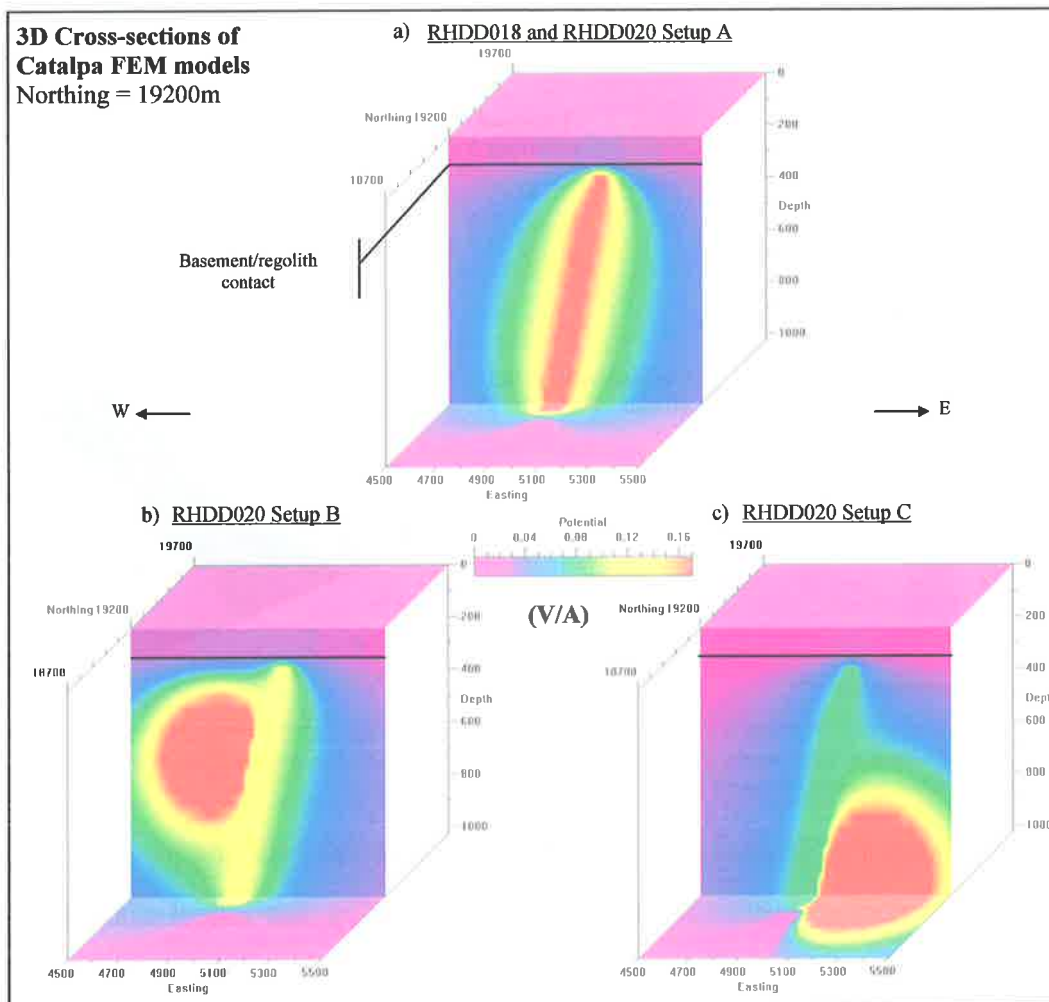 3D Cross-sections of
Catalpa FEM models
Northing = 19200m
a) RHDD018 and RHDD020 Setup A
19700
Northing 19200
18700
0
200
400
Depth
600
800
1000
Basement/regolith
contact
W
E
4500 4700 4900 5100 5300 5500
Easting
b) RHDD020 Setup B
19700
Northing 19200
18700
0
200
400
Depth
600
800
1000
4500 4700 4900 5100 5300 5500
Easting
Potential
0 0.04 0.08 0.12 0.16
(V/A)
c) RHDD020 Setup C
19700
Northing 19200
18700
0
200
400
Depth
600
800
1000
4500 4700 4900 5100 5300 5500
Easting